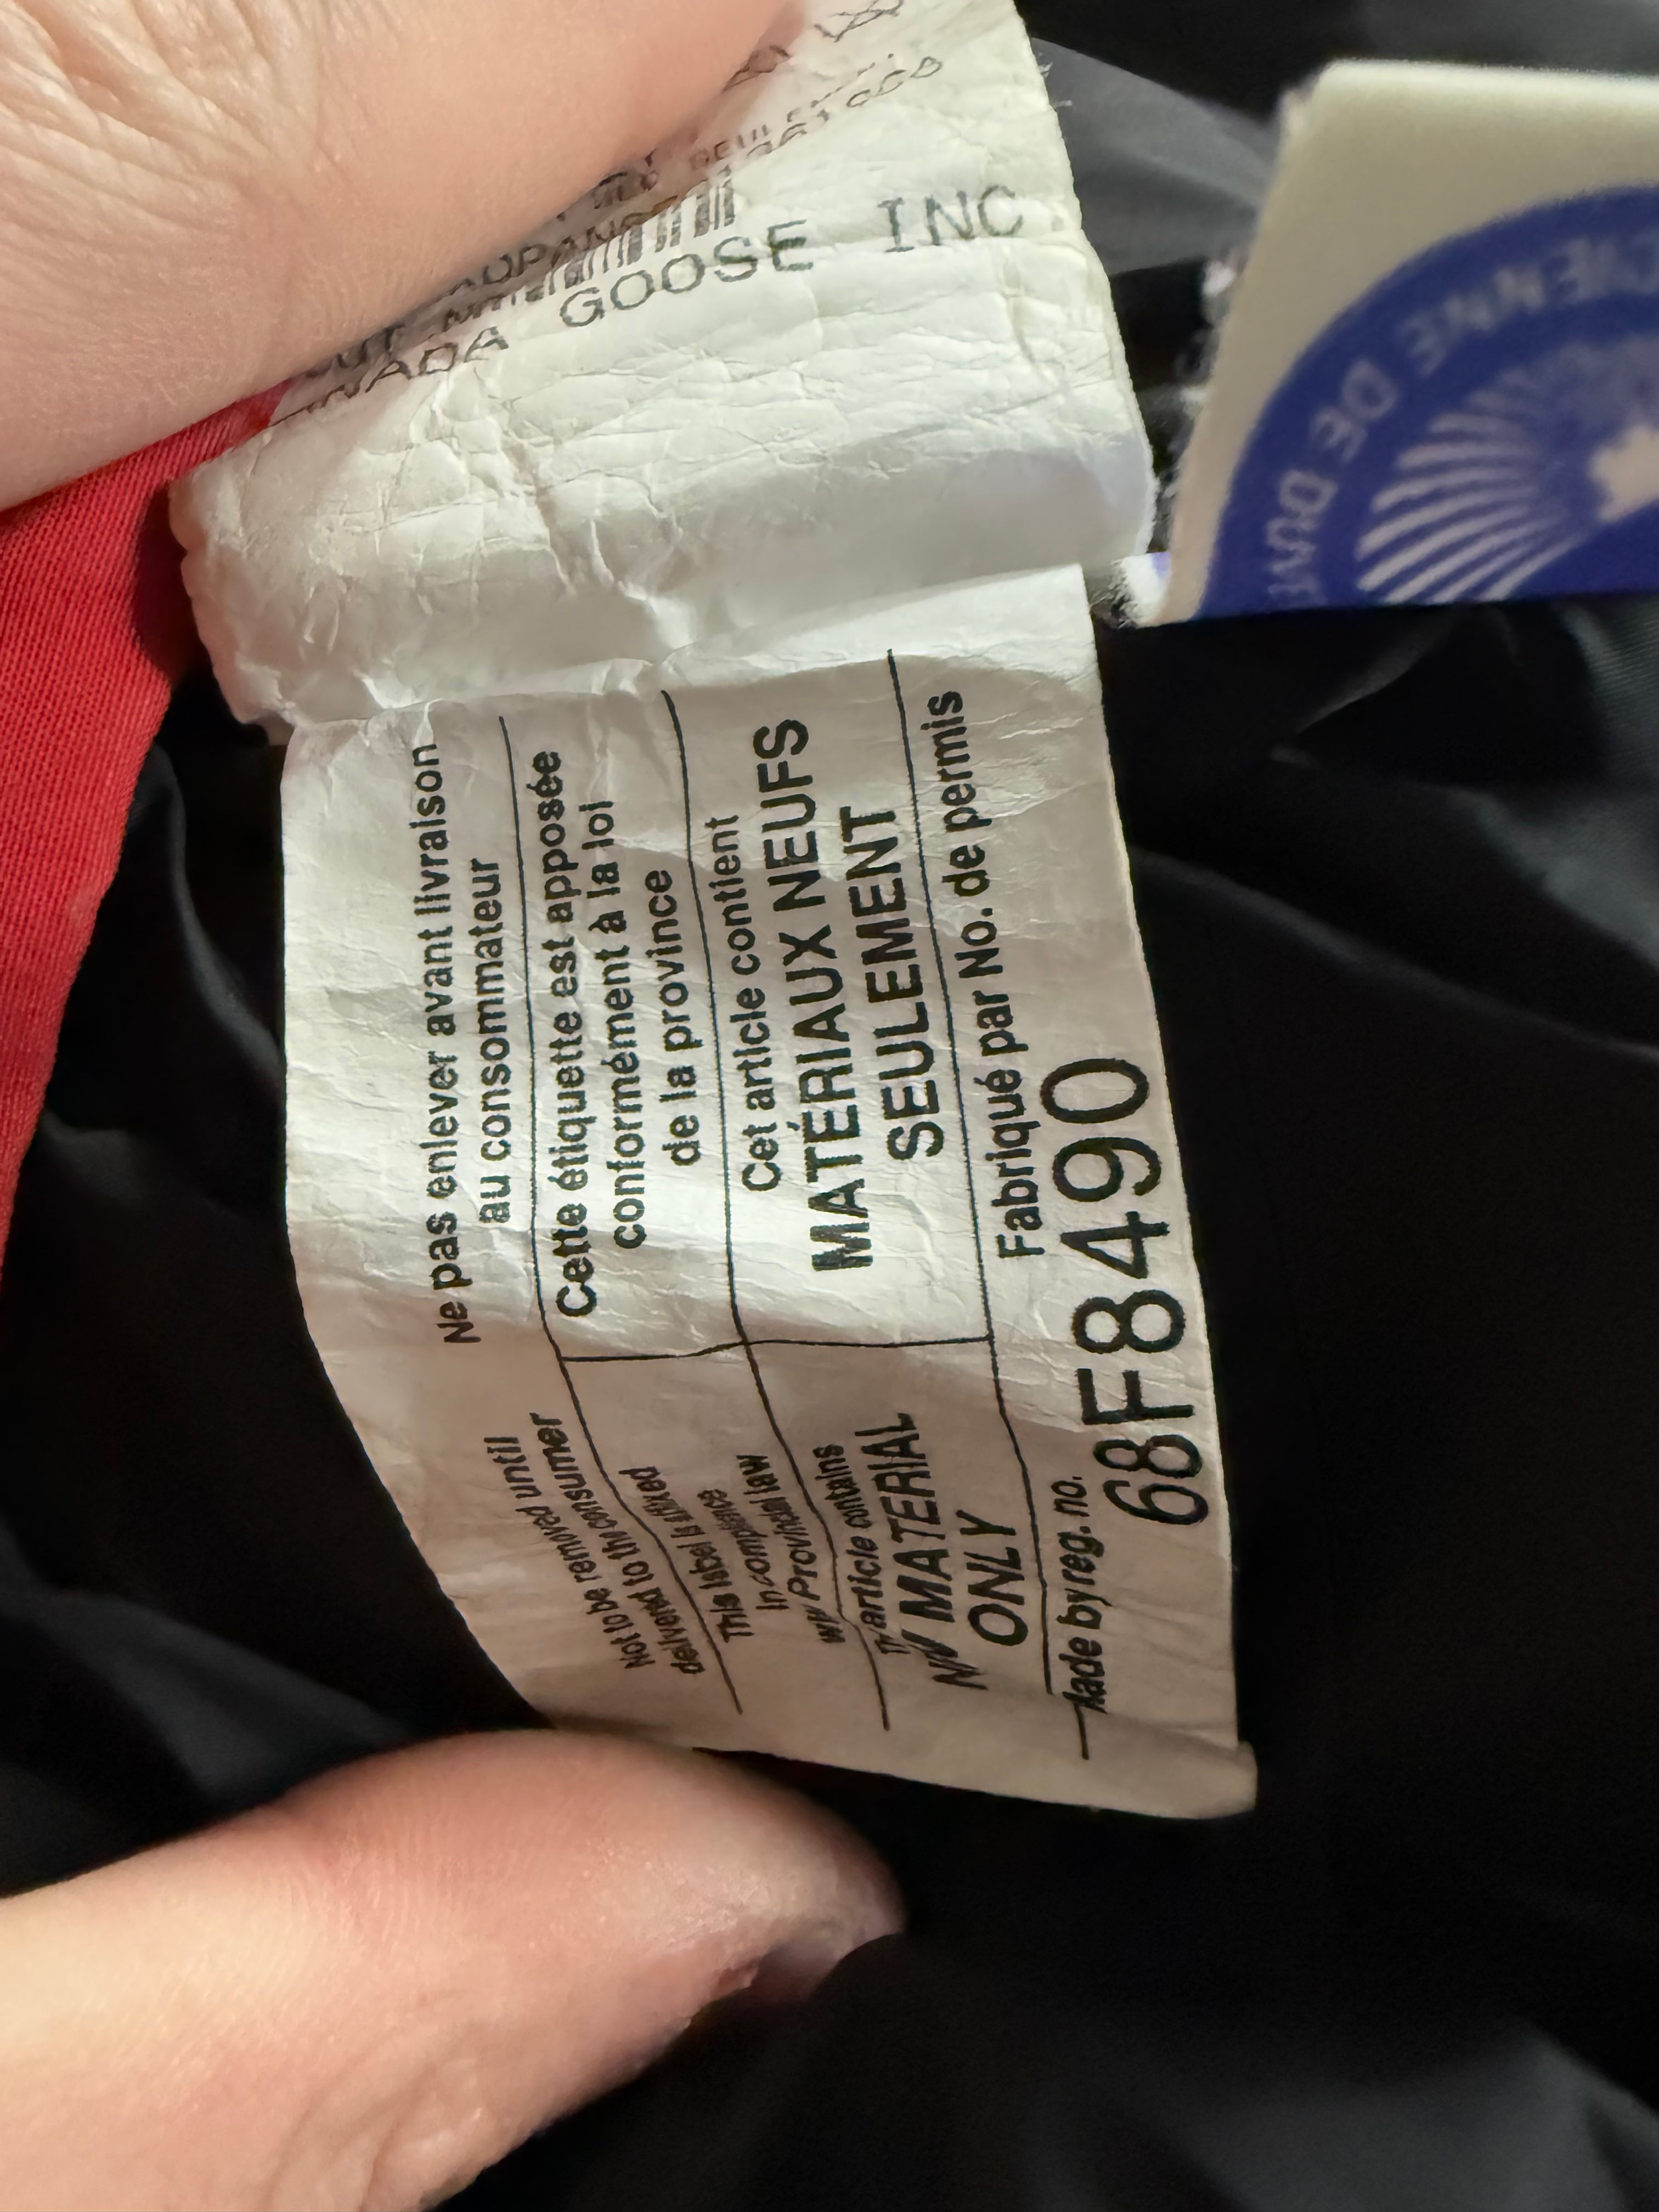 GOOSE INC
Not to be removed until
delivered to the consumer
Ne pas enlever avant livraison
au consommateur
This label is affixed
in compliance
Provincial law
Cette étiquette est apposée
conformément à la loi
de la province
article contains
MATERIAL
ONLY
Cet article contient
MATÉRIAUX NEUFS
SEULEMENT
Made by reg. no.
Fabriqué par No. de permis
68F8490
DE DUVET